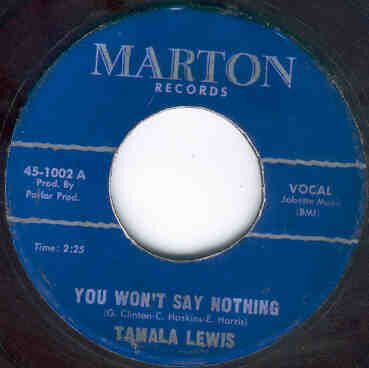 MARTON
RECORDS
45-1002 A
Prod. By
Parlar Prod.
VOCAL
Jobette Music
(BMI)
Time: 2:25
YOU WON'T SAY NOTHING
(G. Clinton-C. Haskins-E. Harris)
TAMALA LEWIS